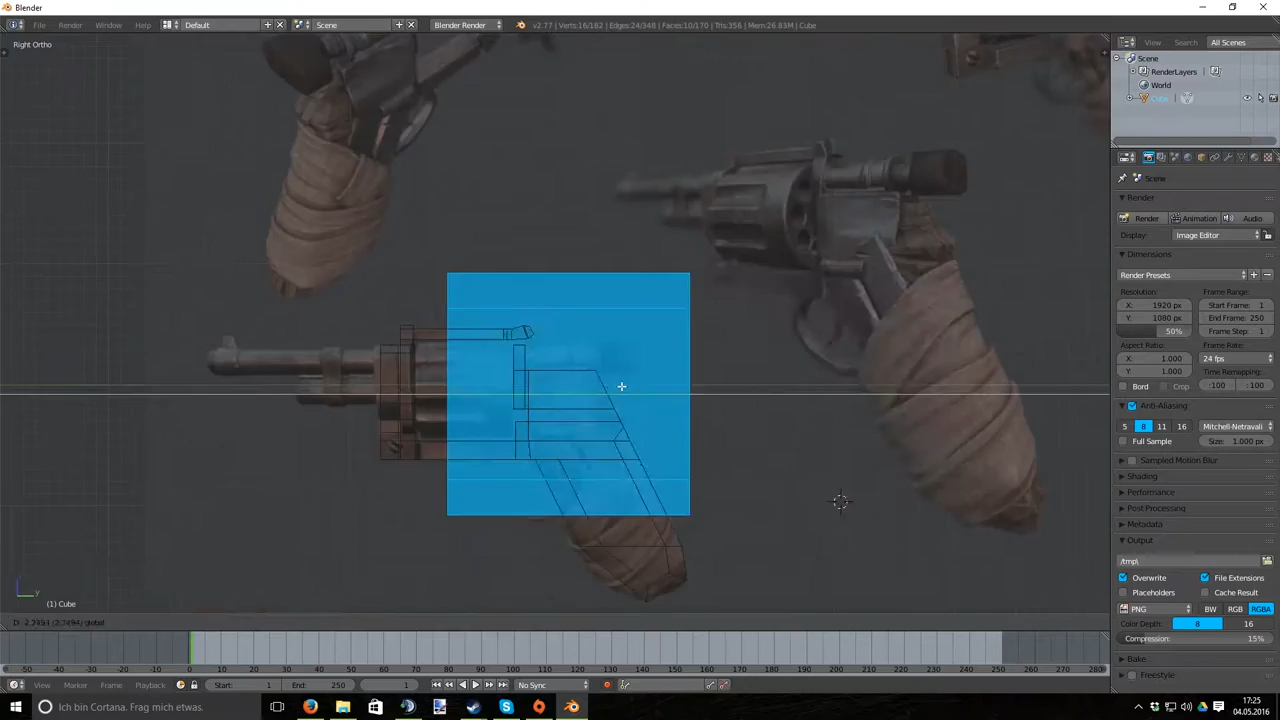 Blender
File Render Window Help Default Scene Blender Render v2.77 | Verts:16/182 | Edges:24/348 | Faces:10/170 | Tris:356 | Mem:26.83M | Cube
Right Ortho
View Search All Scenes
Scene
RenderLayers
World
Cube
Scene
Render
Render Animation Audio
Display: Image Editor
Dimensions
Render Presets
Resolution: Frame Range:
X: 1920 px Start Frame: 1
Y: 1080 px End Frame: 250
50% Frame Step: 1
Aspect Ratio: Frame Rate:
X: 1.000 24 fps
Y: 1.000 Time Remapping:
Bord Crop :100 :100
Anti-Aliasing
5 8 11 16 Mitchell-Netravali
Full Sample Size: 1.000 px
Sampled Motion Blur
Shading
Performance
Post Processing
Metadata
Output
/tmp\
Overwrite File Extensions
Placeholders Cache Result
PNG BW RGB RGBA
Color Depth: 8 16
Compression: 15%
Bake
Freestyle
y
(1) Cube
global
-50 -40 -30 -20 -10 0 10 20 30 40 50 60 70 80 90 100 110 120 130 140 150 160 170 180 190 200 210 220 230 240 250 260 270 280
View Marker Frame Playback Start: 1 End: 250 1 No Sync
Ich bin Cortana. Frag mich etwas. 17:25
04.05.2016